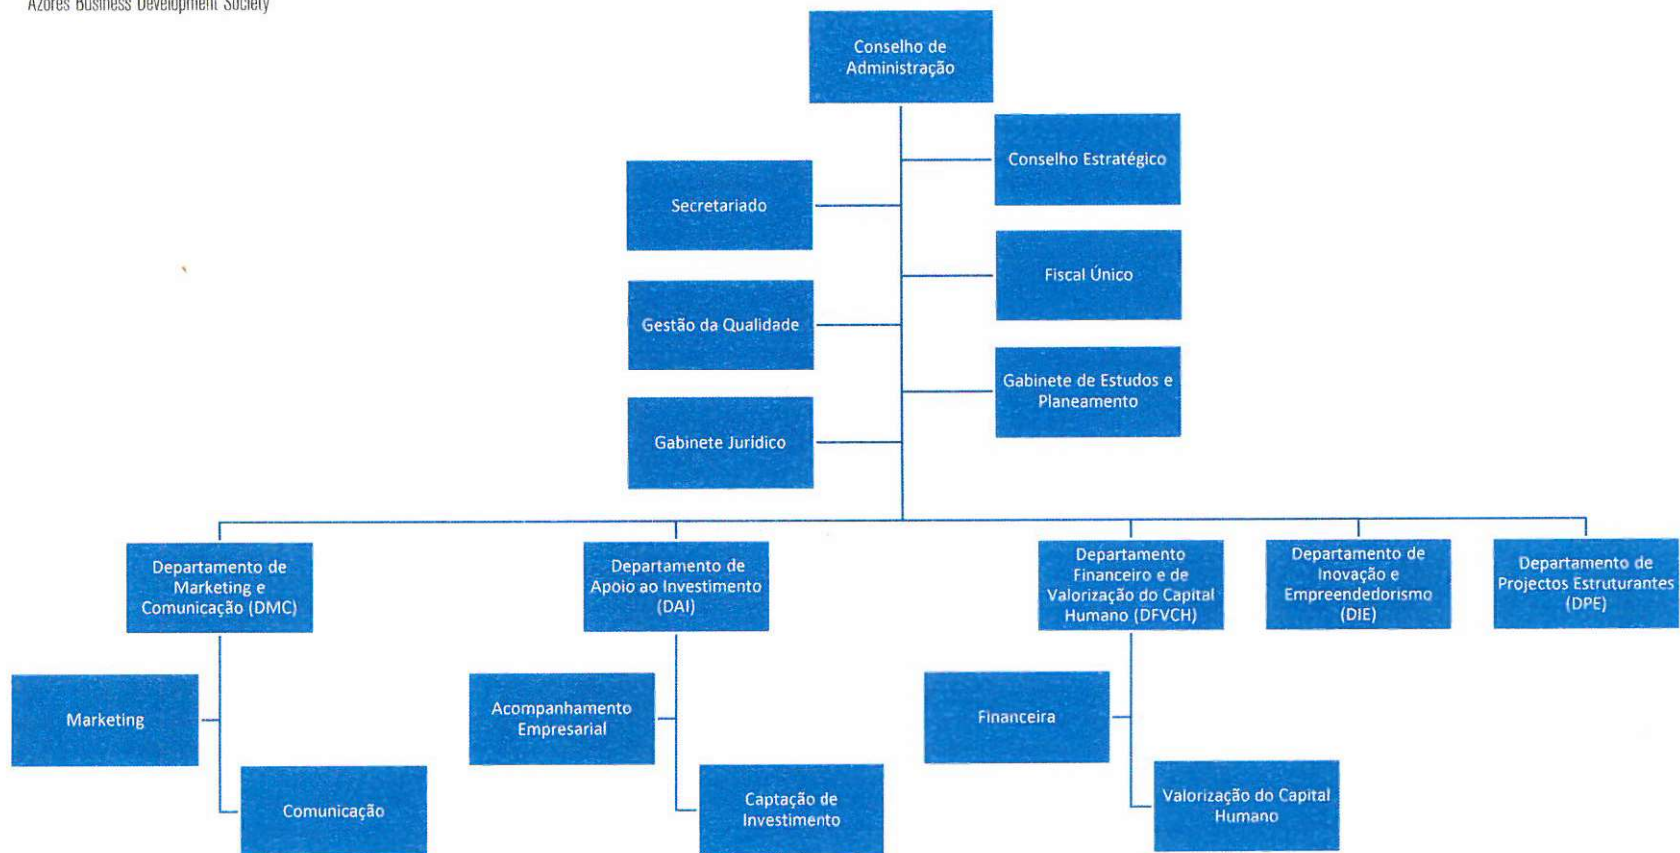 Azores Business Development Society
Conselho de
Administração
Conselho Estratégico
Secretariado
Fiscal Único
Gestão da Qualidade
Gabinete de Estudos e
Planeamento
Gabinete Jurídico
Departamento de
Marketing e
Comunicação (DMC)
Departamento de
Apoio ao Investimento
(DAI)
Departamento
Financeiro e de
Valorização do Capital
Humano (DFVCH)
Departamento de
Inovação e
Empreendedorismo
(DIE)
Departamento de
Projectos Estruturantes
(DPE)
Marketing
Comunicação
Acompanhamento
Empresarial
Captação de
Investimento
Financeira
Valorização do Capital
Humano